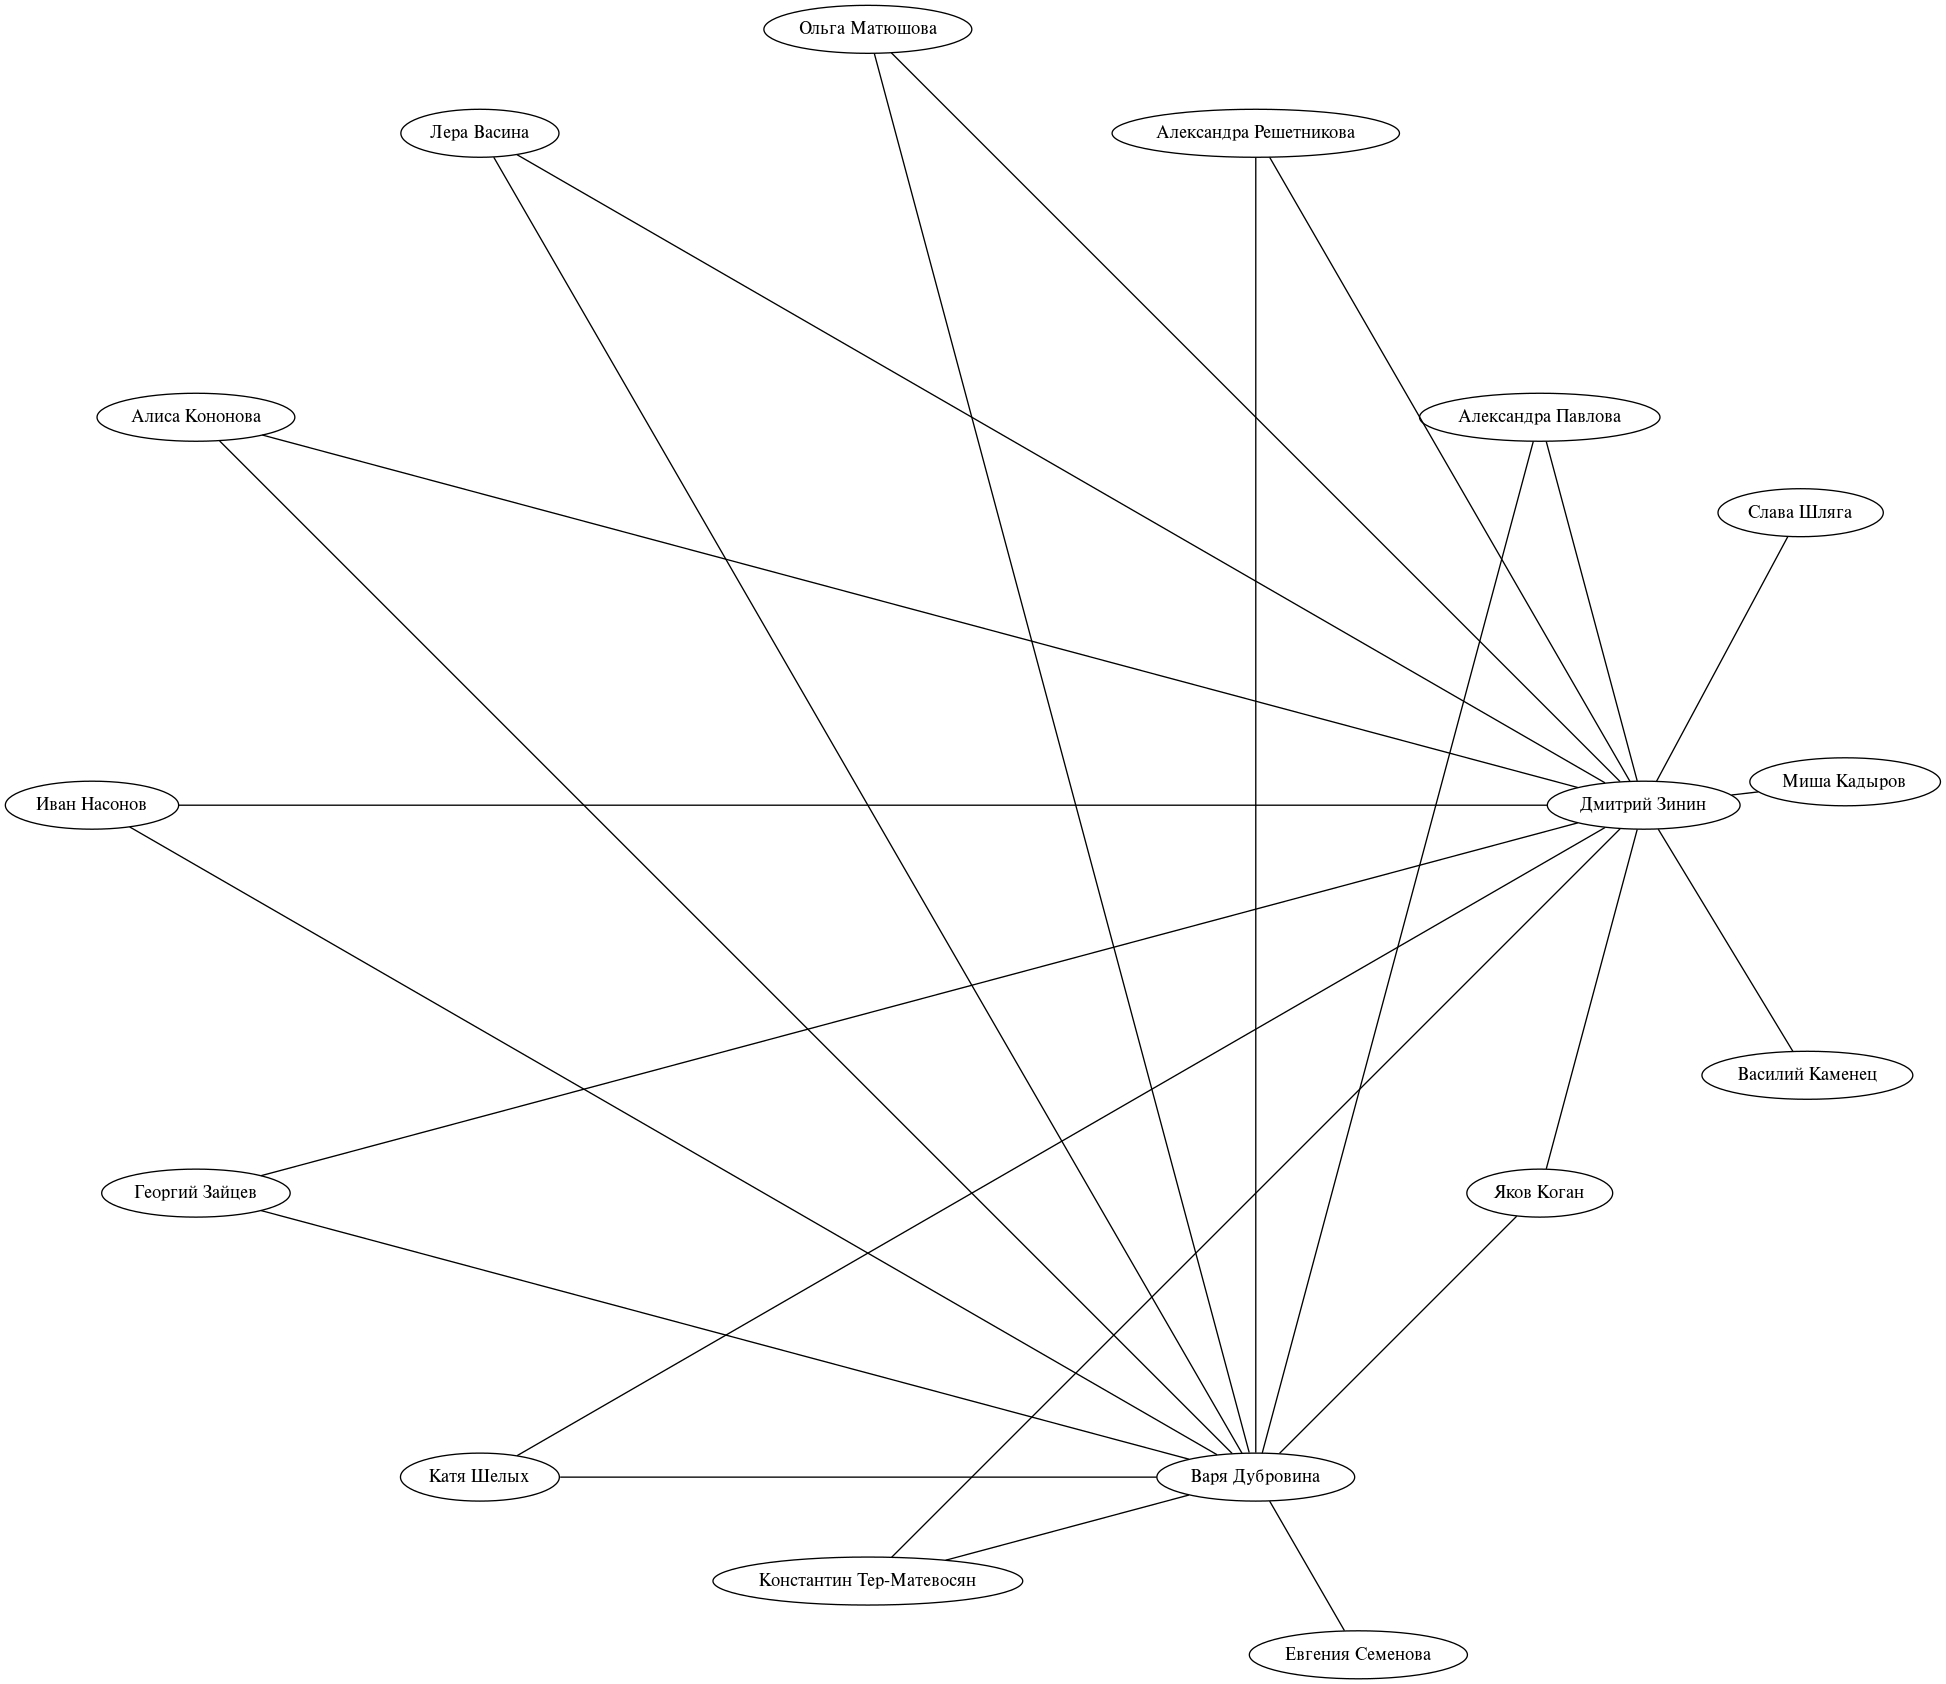 Ольга Матюшова
Лера Васина
Александра Решетникова
Алиса Кононова
Александра Павлова
Слава Шляга
Миша Кадыров
Иван Насонов
Дмитрий Зинин
Василий Каменец
Георгий Зайцев
Яков Коган
Катя Шелых
Варя Дубровина
Константин Тер-Матевосян
Евгения Семенова